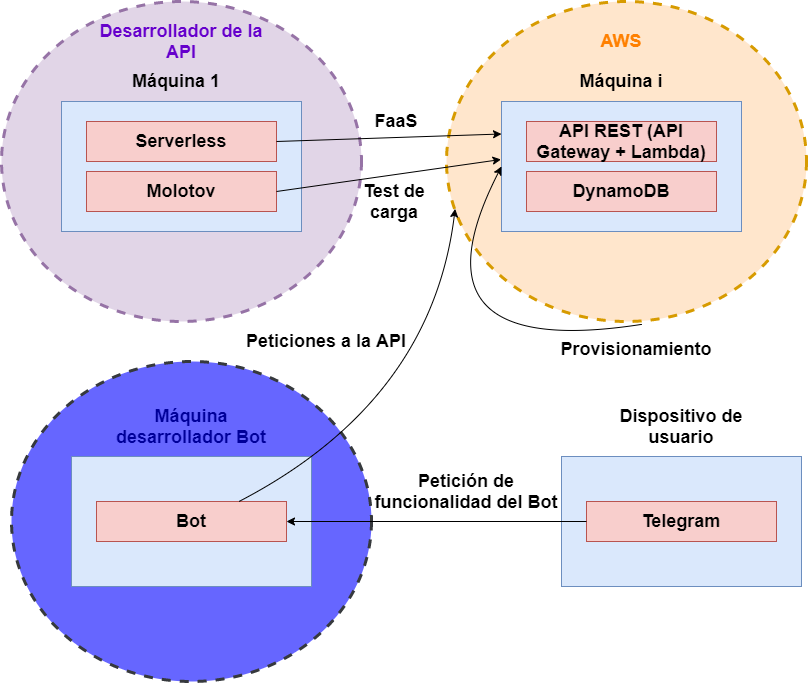 Desarrollador de la
API
Máquina 1
Serverless
Molotov
FaaS
Test de
carga
AWS
Máquina i
API REST (API
Gateway + Lambda)
DynamoDB
Peticiones a la API
Provisionamiento
Máquina
desarrollador Bot
Bot
Petición de
funcionalidad del Bot
Dispositivo de
usuario
Telegram